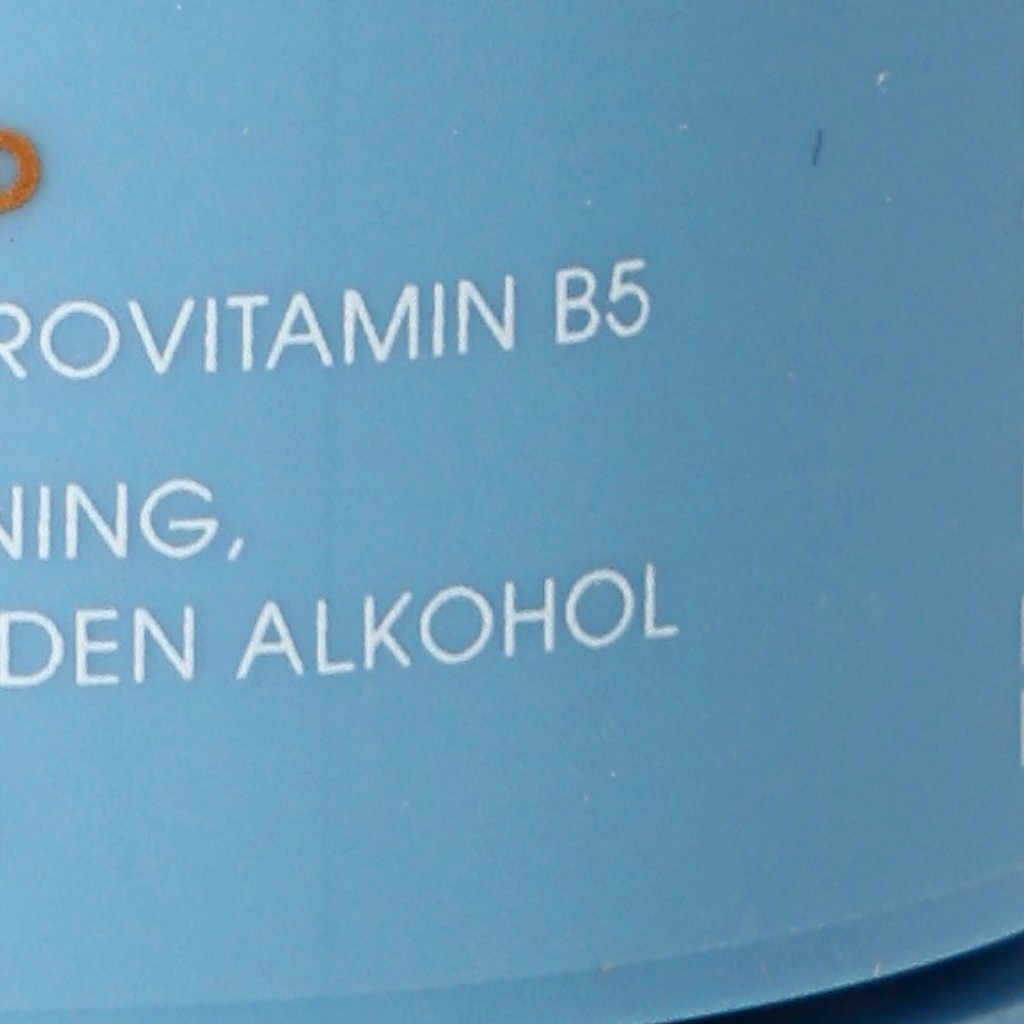 ROVITAMIN B5
NING,
DEN ALKOHOL